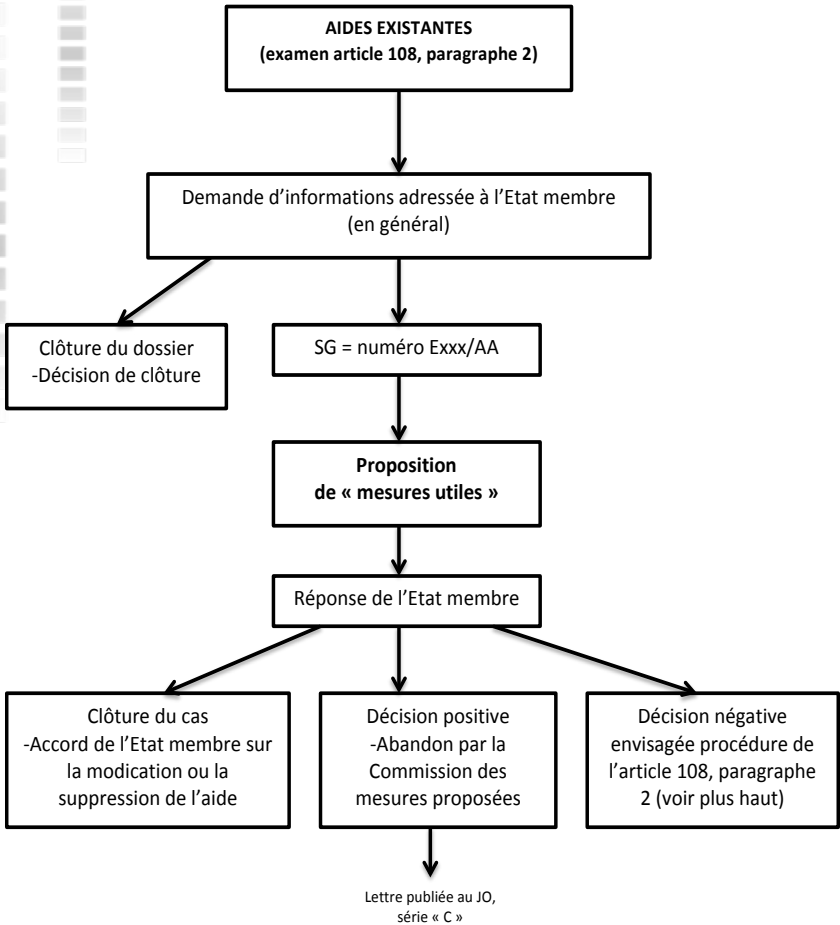 AIDES EXISTANTES
(examen article 108, paragraphe 2)
Demande d’informations adressée à l’Etat membre
(en général)
Clôture du dossier
-Décision de clôture
SG = numéro Exxx/AA
Proposition
de « mesures utiles »
Réponse de l’Etat membre
Clôture du cas
-Accord de l’Etat membre sur
la modication ou la
suppression de l’aide
Décision positive
-Abandon par la
Commission des
mesures proposées
Décision négative
envisagée procédure de
l’article 108, paragraphe
2 (voir plus haut)
Lettre publiée au JO,
série « C »